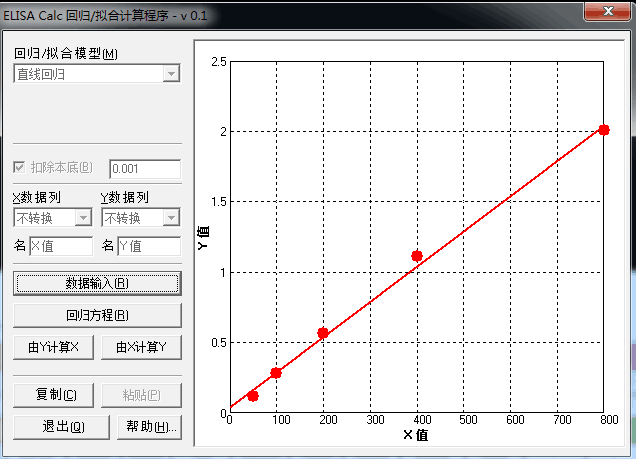 ELISA Calc 回归/拟合计算程序 - v 0.1
回归/拟合模型(M)
直线回归
扣除本底(B) 0.001
X数据列 Y数据列
不转换 不转换
名 X值 名 Y值
数据输入(R)
回归方程(R)
由Y计算X 由X计算Y
复制(C) 粘贴(P)
退出(Q) 帮助(H)...
2.5
2
1.5
1
0.5
0
Y值
0 100 200 300 400 500 600 700 800
X值